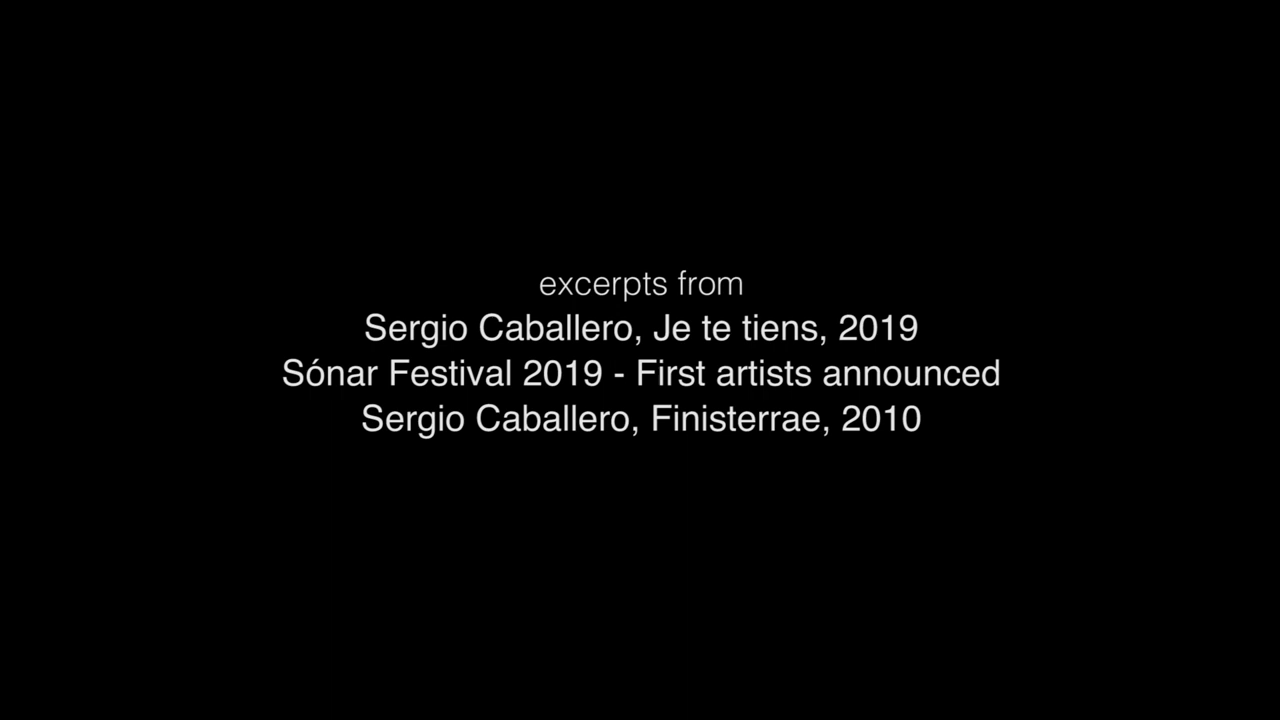 excerpts from
Sergio Caballero, Je te tiens, 2019
Sónar Festival 2019 - First artists announced
Sergio Caballero, Finisterrae, 2010